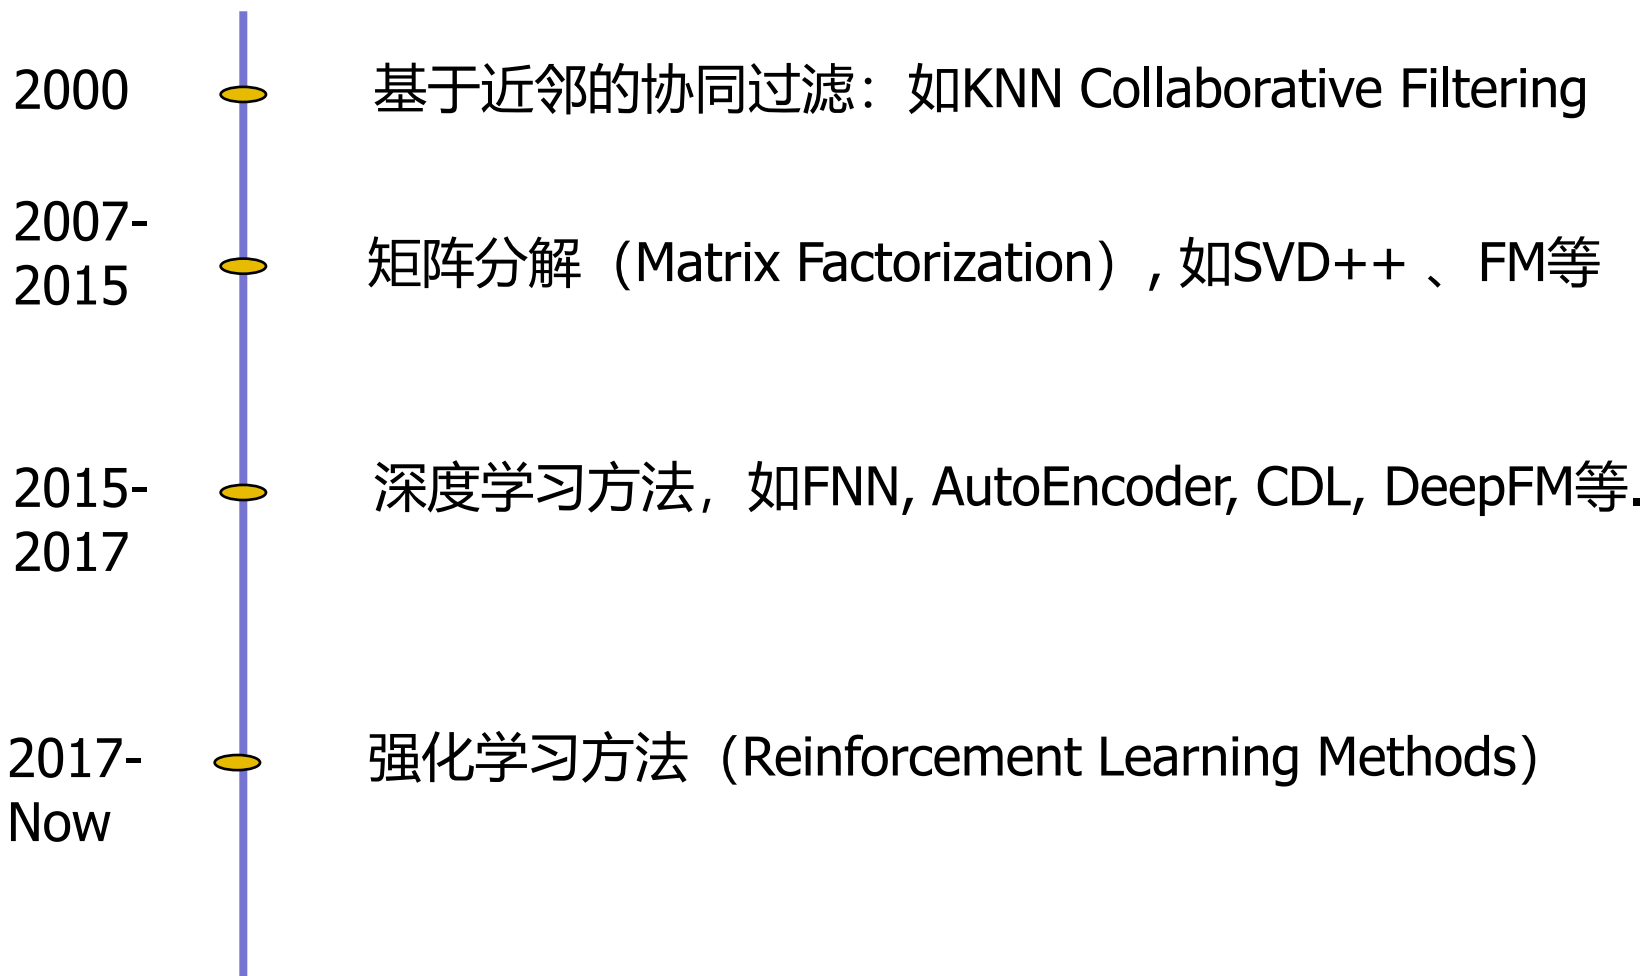 2000
基于近邻的协同过滤：如KNN Collaborative Filtering
2007-
2015
矩阵分解（Matrix Factorization）, 如SVD++ 、FM等
2015-
2017
深度学习方法，如FNN, AutoEncoder, CDL, DeepFM等.
2017-
Now
强化学习方法（Reinforcement Learning Methods）